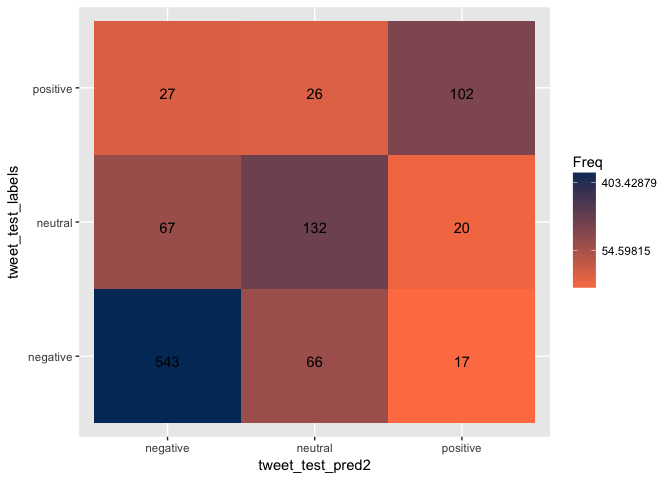 positive
27
26
102
neutral
67
132
20
negative
543
66
17
negative
neutral
positive
tweet_test_pred2
tweet_test_labels
Freq
403.42879
54.59815